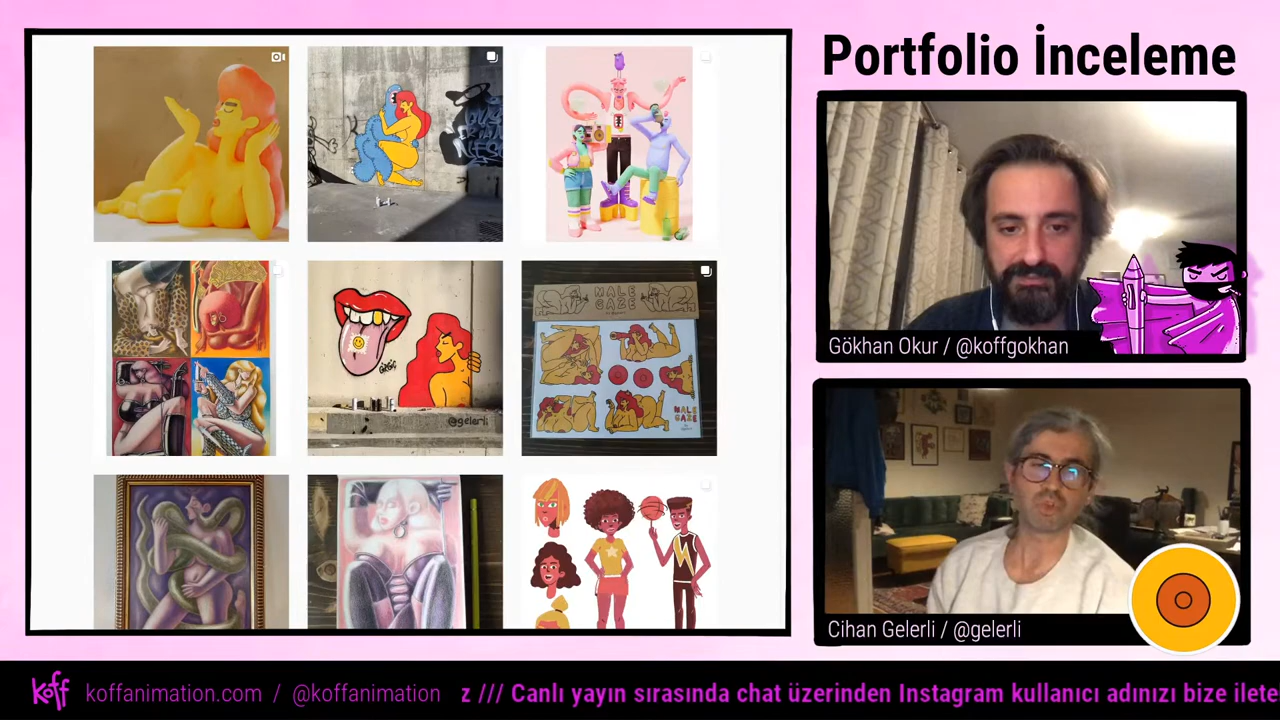 Portfolio İnceleme
MALE
GAZE
@gelerli
MALE
GAZE
Gökhan Okur / @koffgokhan
Cihan Gelerli / @gelerli
koff koffanimation.com / @koffanimation z /// Canlı yayın sırasında chat üzerinden Instagram kullanıcı adınızı bize ilete